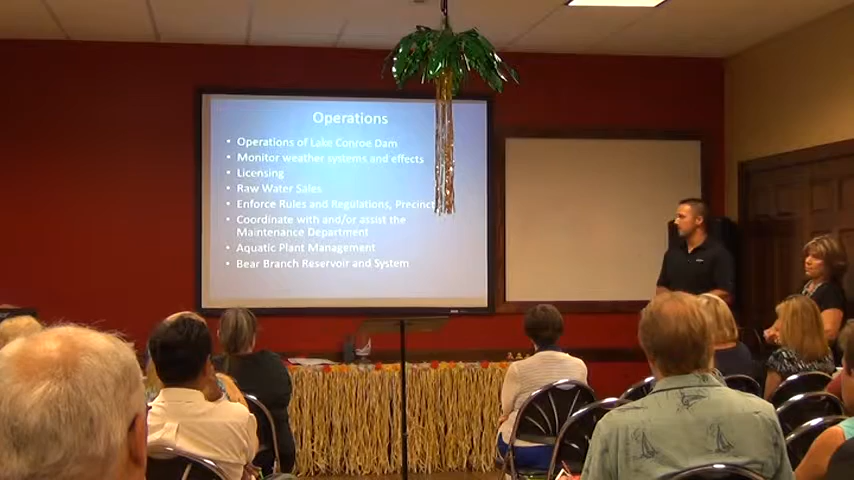 Operations
• Operations of Lake Conroe Dam
• Monitor weather systems and effects
• Licensing
• Raw Water Sales
• Enforce Rules and Regulations, Precinct
• Coordinate with and/or assist the
Maintenance Department
• Aquatic Plant Management
• Bear Branch Reservoir and System